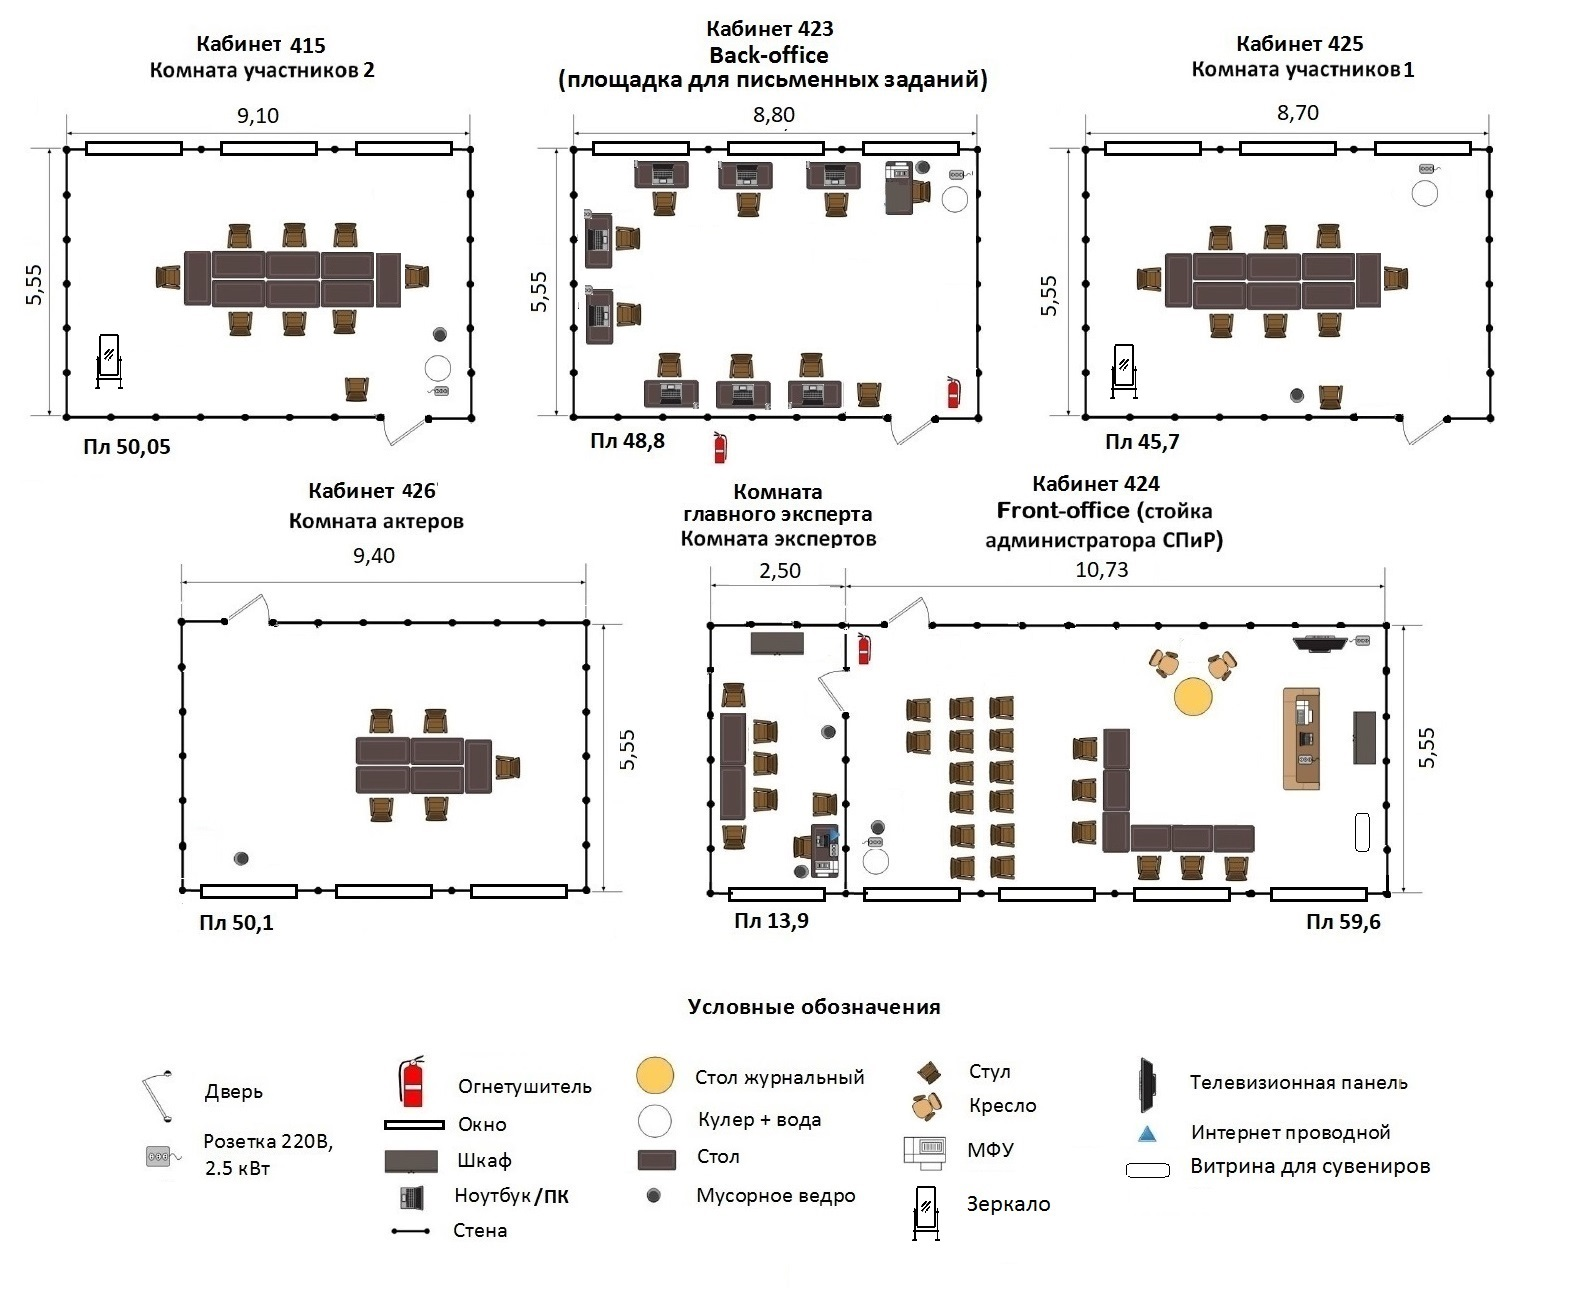 Кабинет 415
Комната участников 2
Кабинет 423
Back-office
(площадка для письменных заданий)
Кабинет 425
Комната участников 1
9,10
8,80
8,70
5,55
5,55
5,55
Пл 50,05
Пл 48,8
Пл 45,7
Кабинет 426
Комната актеров
Комната
главного эксперта
Комната экспертов
Кабинет 424
Front-office (стойка
администратора СПиР)
9,40
2,50
10,73
5,55
5,55
Пл 50,1
Пл 13,9
Пл 59,6
Условные обозначения
Дверь
Розетка 220В,
2.5 кВт
Огнетушитель
Окно
Шкаф
Ноутбук/ПК
Стена
Стол журнальный
Кулер + вода
Стол
Мусорное ведро
Стул
Кресло
МФУ
Зеркало
Телевизионная панель
Интернет проводной
Витрина для сувениров